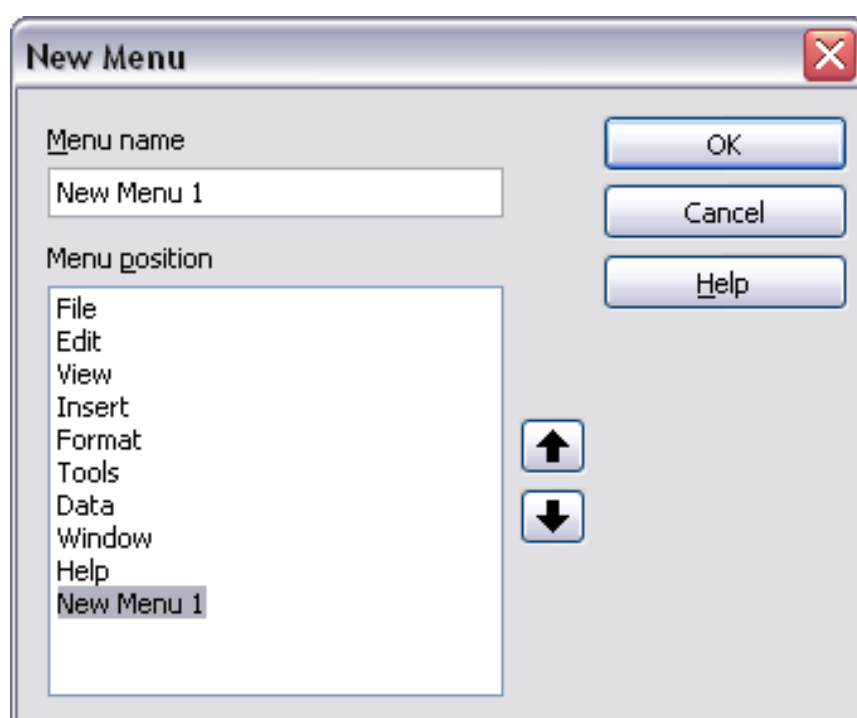 New Menu
Menu name
New Menu 1
Menu position
File
Edit
View
Insert
Format
Tools
Data
Window
Help
New Menu 1
OK
Cancel
Help